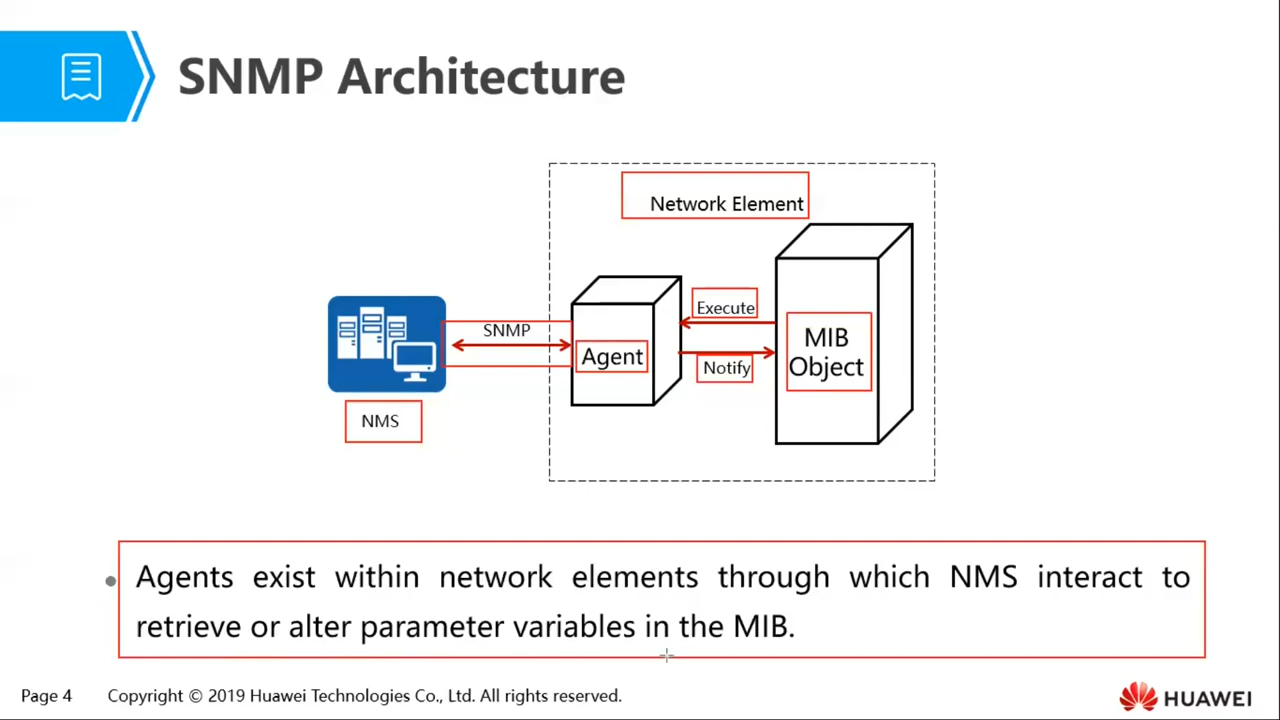 SNMP Architecture
Network Element
SNMP
Agent
Execute
Notify
MIB
Object
NMS
Agents exist within network elements through which NMS interact to
retrieve or alter parameter variables in the MIB.
Page 4
Copyright © 2019 Huawei Technologies Co., Ltd. All rights reserved.
HUAWEI